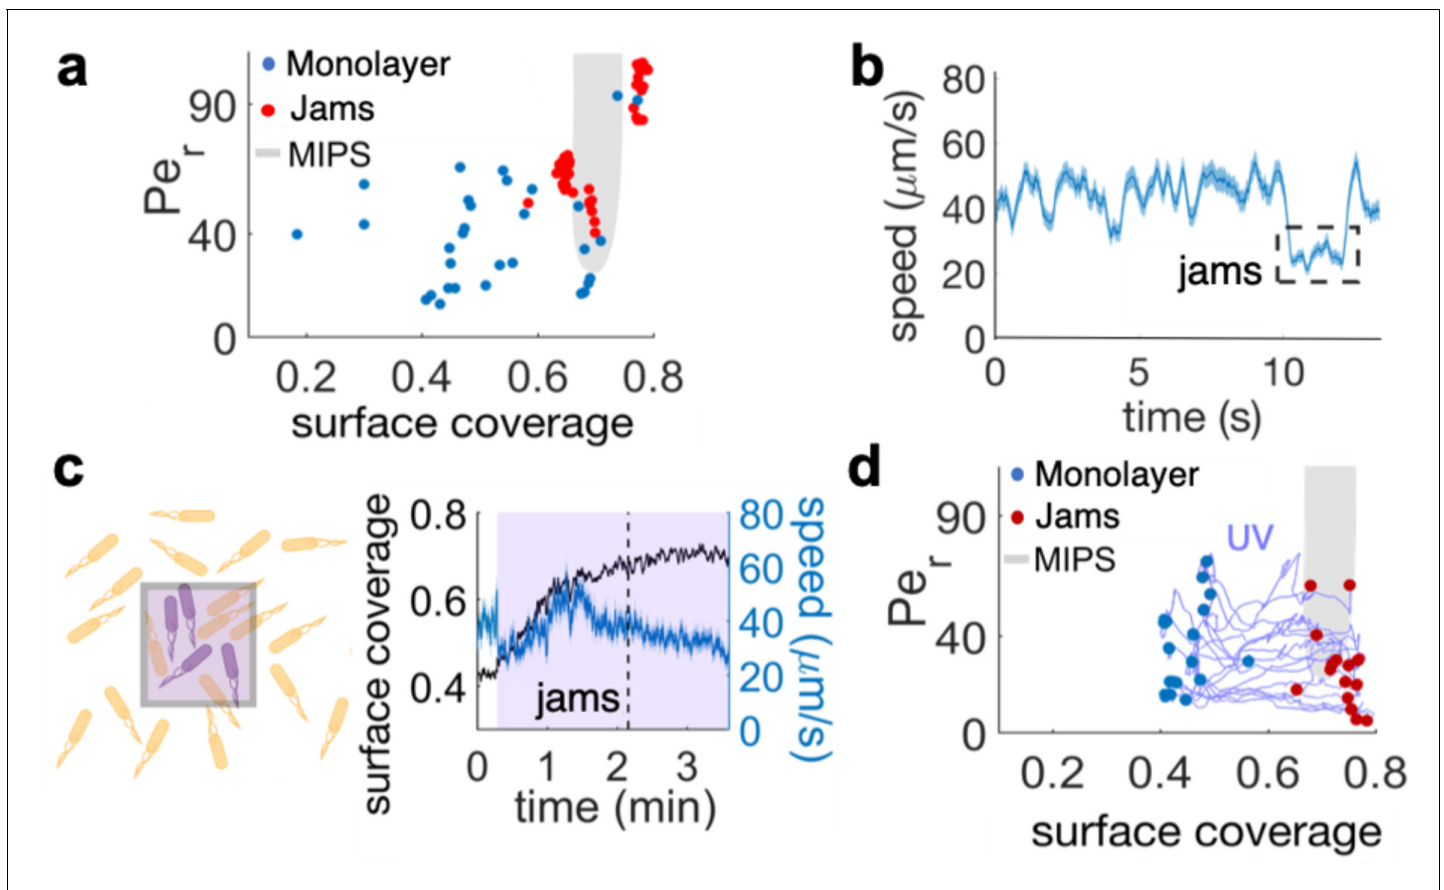 a
Monolayer
Jams
MIPS
Per
90
40
0
0.2 0.4 0.6 0.8
surface coverage
b
speed (μm/s)
80
60
40
20
0
jams
0 5 10
time (s)
c
surface coverage
0.8
0.6
0.4
jams
80
60
40
20
0
speed (μm/s)
0 1 2 3
time (min)
d
Monolayer
Jams
MIPS
UV
Per
90
40
0
0.2 0.4 0.6 0.8
surface coverage